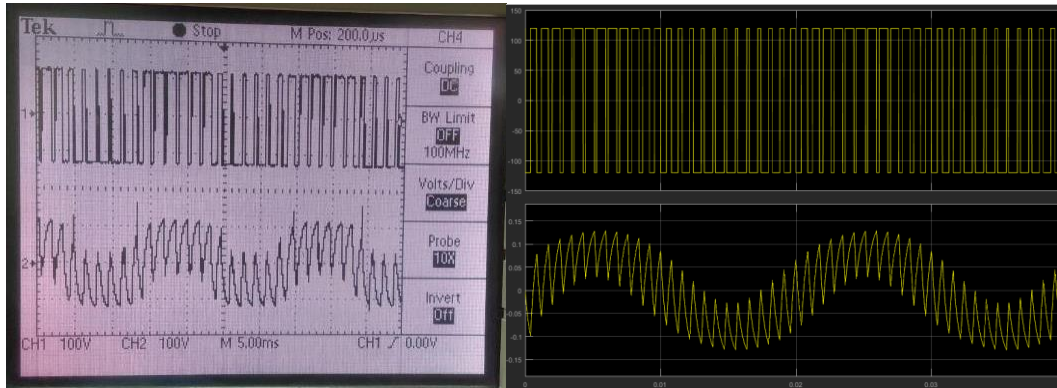 Tek Stop M Pos: 200.0µs CH4
Coupling
DC
BW Limit
OFF
100MHz
Volts/Div
Coarse
Probe
10X
Invert
Off
1
2
CH1 100V CH2 100V M 5.00ms CH1 0.00V
150
100
50
0
-50
-100
-150
0.15
0.1
0.05
0
-0.05
-0.1
-0.15
0 0.01 0.02 0.03